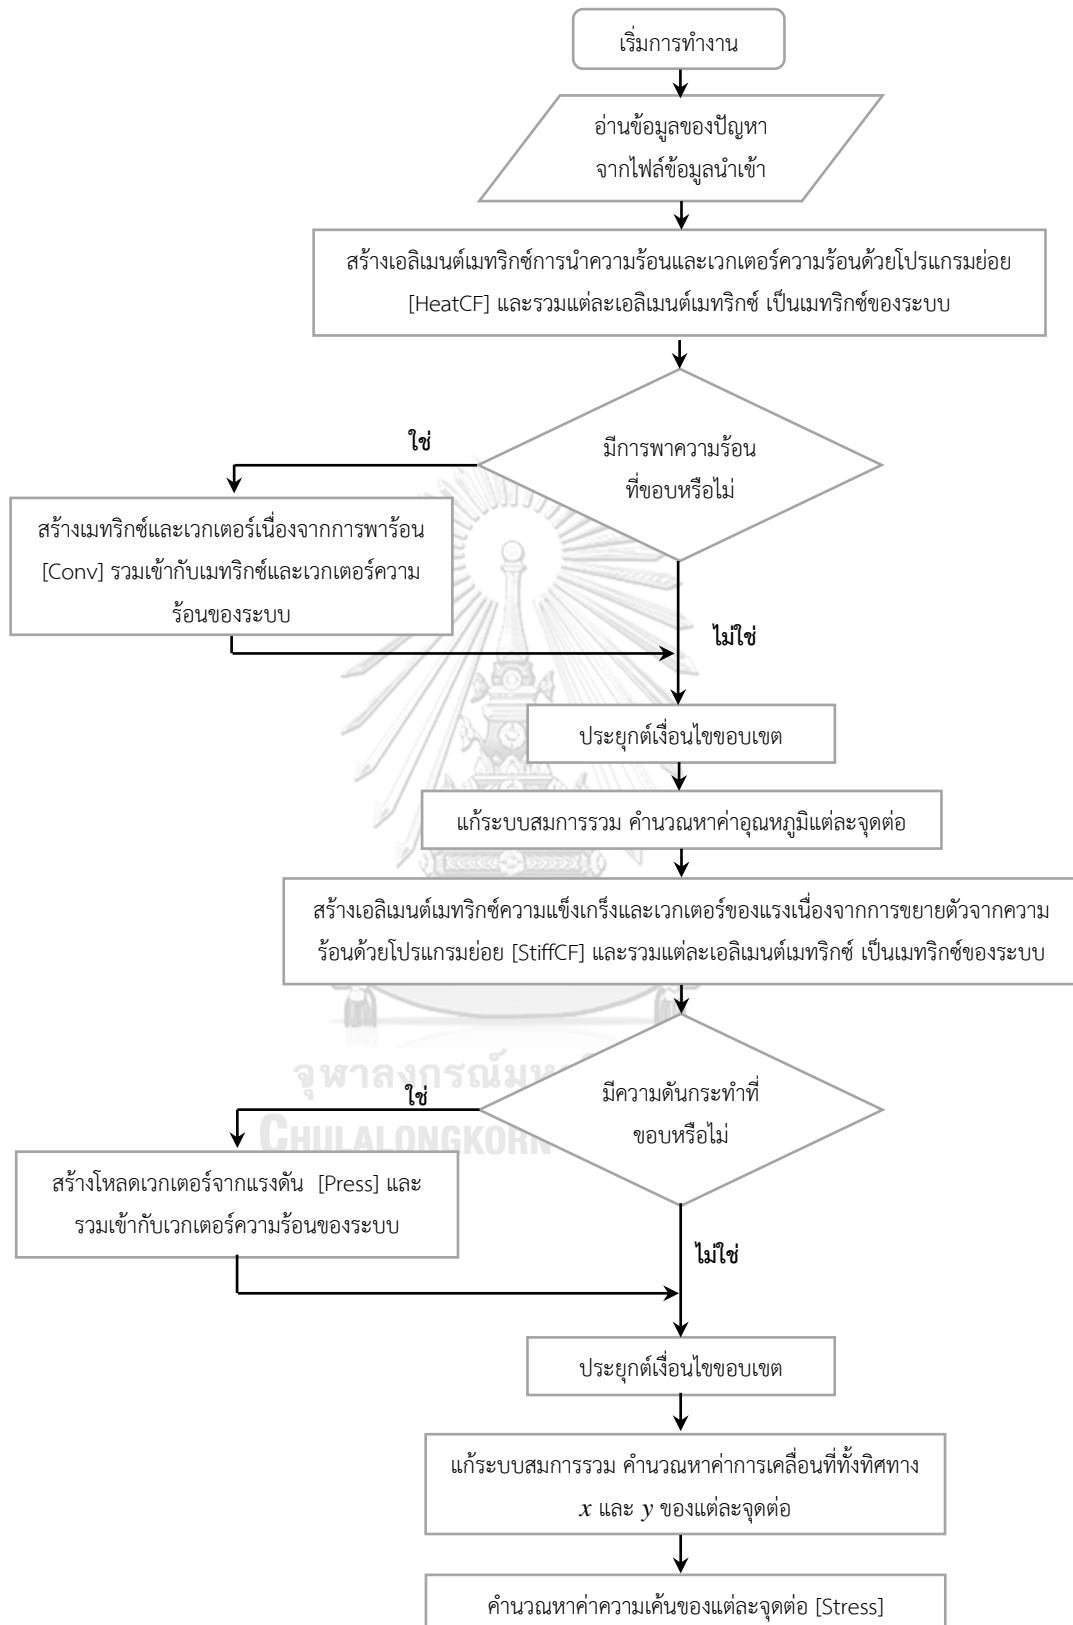 เริ่มการทำงาน
อ่านข้อมูลของปัญหา
จากไฟล์ข้อมูลนำเข้า
สร้างเอลิเมนต์เมทริกซ์การนำความร้อนและเวกเตอร์ความร้อนด้วยโปรแกรมย่อย
[HeatCF] และรวมแต่ละเอลิเมนต์เมทริกซ์ เป็นเมทริกซ์ของระบบ
มีการพาความร้อน
ที่ขอบหรือไม่
ใช่
สร้างเมทริกซ์และเวกเตอร์เนื่องจากการพาร้อน
[Conv] รวมเข้ากับเมทริกซ์และเวกเตอร์ความ
ร้อนของระบบ
ไม่ใช่
ประยุกต์เงื่อนไขขอบเขต
แก้ระบบสมการรวม คำนวณหาค่าอุณหภูมิแต่ละจุดต่อ
สร้างเอลิเมนต์เมทริกซ์ความแข็งเกร็งและเวกเตอร์ของแรงเนื่องจากการขยายตัวจากความ
ร้อนด้วยโปรแกรมย่อย [StiffCF] และรวมแต่ละเอลิเมนต์เมทริกซ์ เป็นเมทริกซ์ของระบบ
จุฬาลงกรณ์มห
CHULALONGKORN
มีความดันกระทำที่
ขอบหรือไม่
ใช่
สร้างโหลดเวกเตอร์จากแรงดัน [Press] และ
รวมเข้ากับเวกเตอร์ความร้อนของระบบ
ไม่ใช่
ประยุกต์เงื่อนไขขอบเขต
แก้ระบบสมการรวม คำนวณหาค่าการเคลื่อนที่ทั้งทิศทาง
x และ y ของแต่ละจุดต่อ
คำนวณหาค่าความเค้นของแต่ละจุดต่อ [Stress]